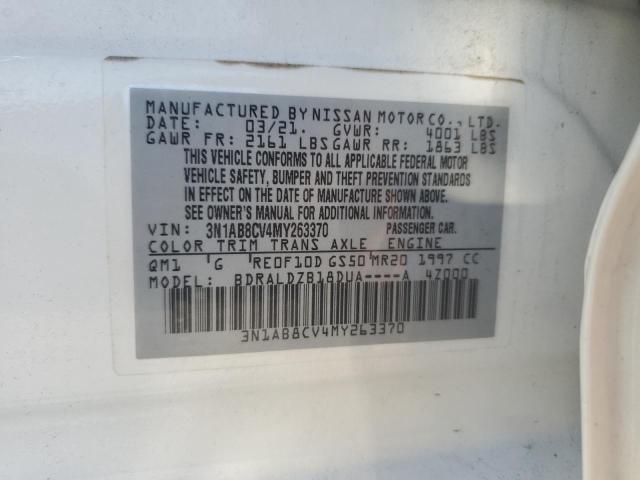 MANUFACTURED BY NISSAN MOTOR CO., LTD.
DATE: 03/21. GVWR: 4001 LBS
GAWR FR: 2161 LBS GAWR RR: 1863 LBS
THIS VEHICLE CONFORMS TO ALL APPLICABLE FEDERAL MOTOR
VEHICLE SAFETY, BUMPER AND THEFT PREVENTION STANDARDS
IN EFFECT ON THE DATE OF MANUFACTURE SHOWN ABOVE.
SEE OWNER'S MANUAL FOR ADDITIONAL INFORMATION.
VIN: 3N1AB8CV4MY263370 PASSENGER CAR.
COLOR TRIM TRANS AXLE ENGINE
QM1 G RE0F10D GS50 MR20 1997 CC
MODEL: BDRALDZB18DUA----A 4Z000
3N1AB8CV4MY263370